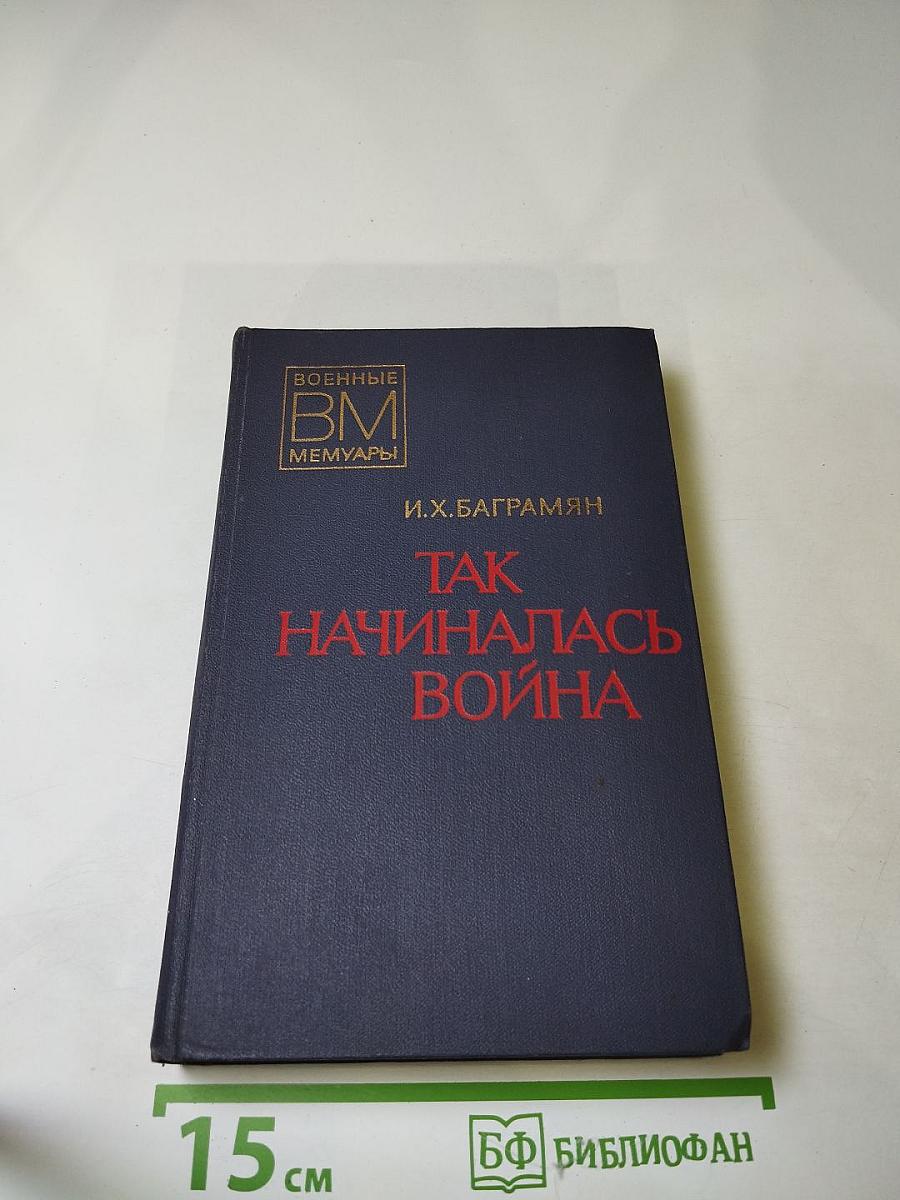 ВОЕННЫЕ
ВМ
МЕМУАРЫ
И.Х.БАГРАМЯН
ТАК
НАЧИНАЛАСЬ
ВОЙНА
15 см
БФ БИБЛИОФАН